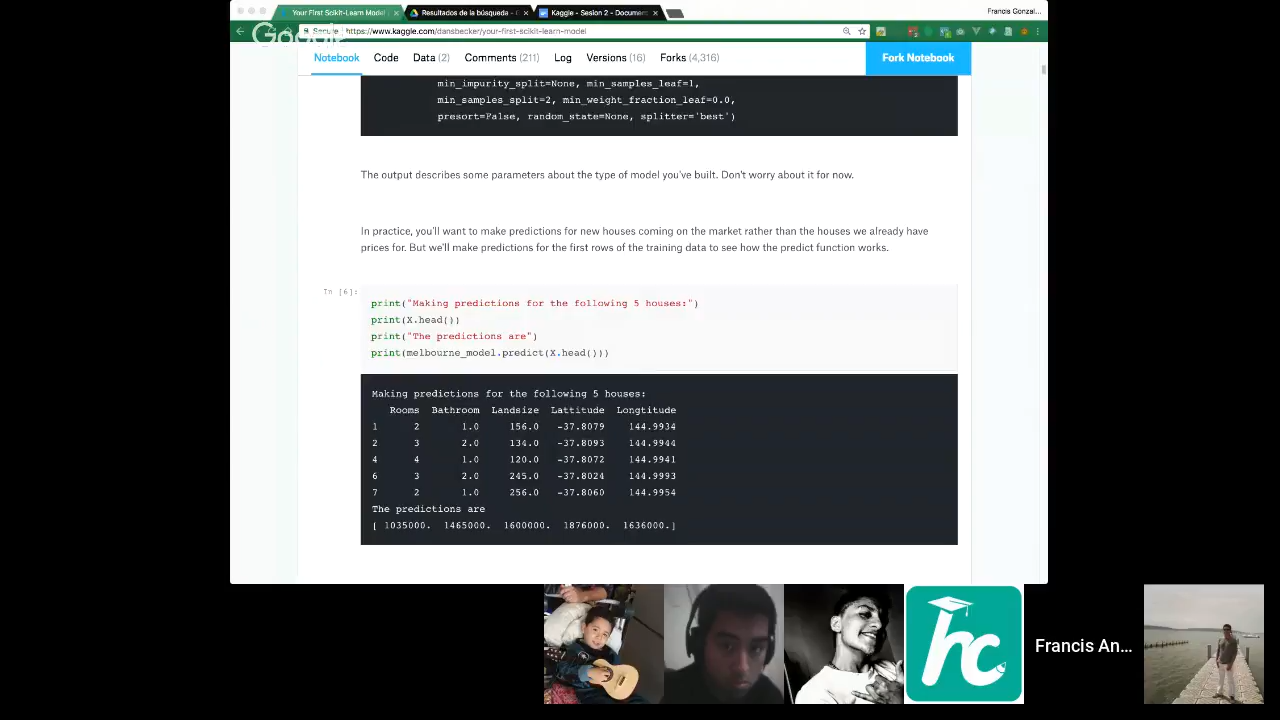 Your First Scikit-Learn Model
Resultados de la búsqueda -
Kaggle - Sesion 2 - Document
Francis Gonzal...
Google
Secure https://www.kaggle.com/dansbecker/your-first-scikit-learn-model
Notebook Code Data (2) Comments (211) Log Versions (16) Forks (4,316) Fork Notebook
min_impurity_split=None, min_samples_leaf=1,
min_samples_split=2, min_weight_fraction_leaf=0.0,
presort=False, random_state=None, splitter='best')
The output describes some parameters about the type of model you've built. Don't worry about it for now.
In practice, you'll want to make predictions for new houses coming on the market rather than the houses we already have
prices for. But we'll make predictions for the first rows of the training data to see how the predict function works.
In [6]:
print("Making predictions for the following 5 houses:")
print(X.head())
print("The predictions are")
print(melbourne_model.predict(X.head()))
Making predictions for the following 5 houses:
Rooms Bathroom Landsize Lattitude Longtitude
1 2 1.0 156.0 -37.8079 144.9934
2 3 2.0 134.0 -37.8093 144.9944
4 4 1.0 120.0 -37.8072 144.9941
6 3 2.0 245.0 -37.8024 144.9993
7 2 1.0 256.0 -37.8060 144.9954
The predictions are
[ 1035000. 1465000. 1600000. 1876000. 1636000.]
hc
Francis An...